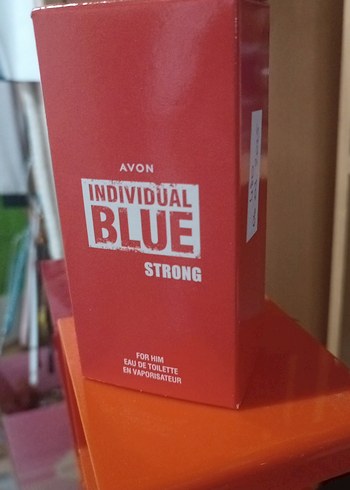 AVON
INDIVIDUAL
BLUE
STRONG
FOR HIM
EAU DE TOILETTE
EN VAPORISATEUR